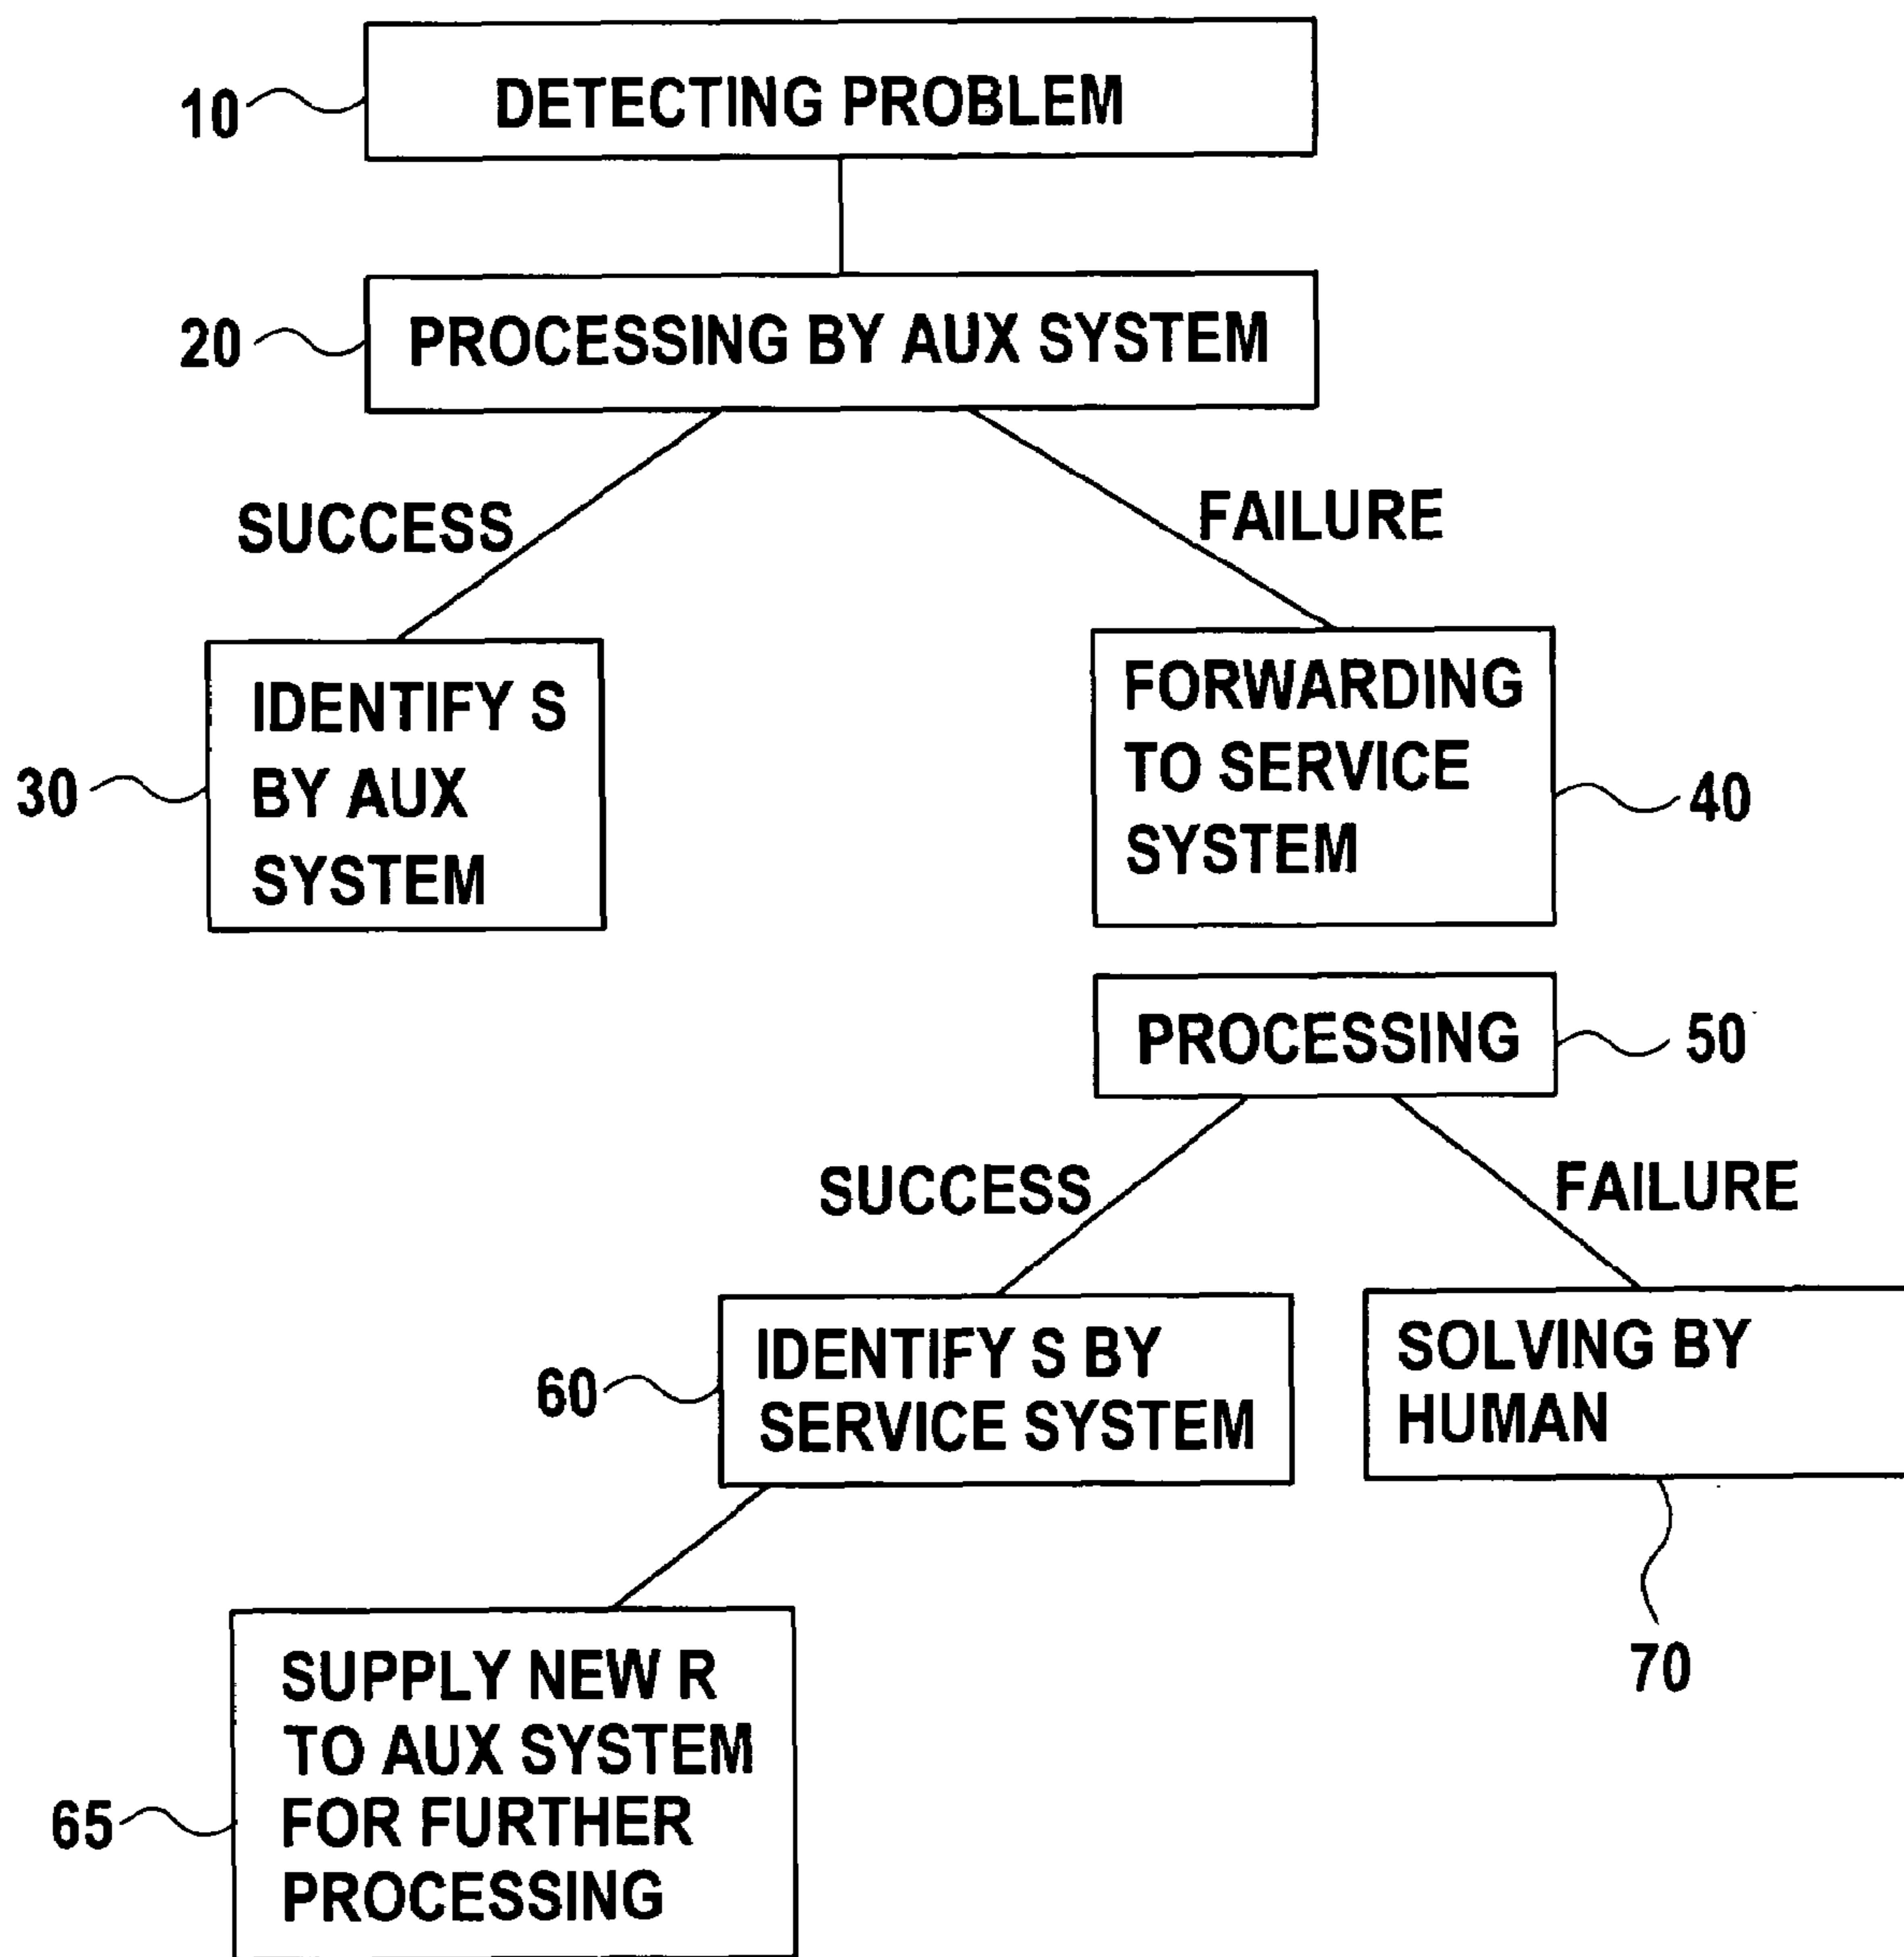 DETECTING PROBLEM
10
PROCESSING BY AUX SYSTEM
20
SUCCESS
FAILURE
IDENTIFY S
BY AUX
SYSTEM
30
FORWARDING
TO SERVICE
SYSTEM
40
PROCESSING
50
SUCCESS
FAILURE
IDENTIFY S BY
SERVICE SYSTEM
60
SOLVING BY
HUMAN
70
SUPPLY NEW R
TO AUX SYSTEM
FOR FURTHER
PROCESSING
65